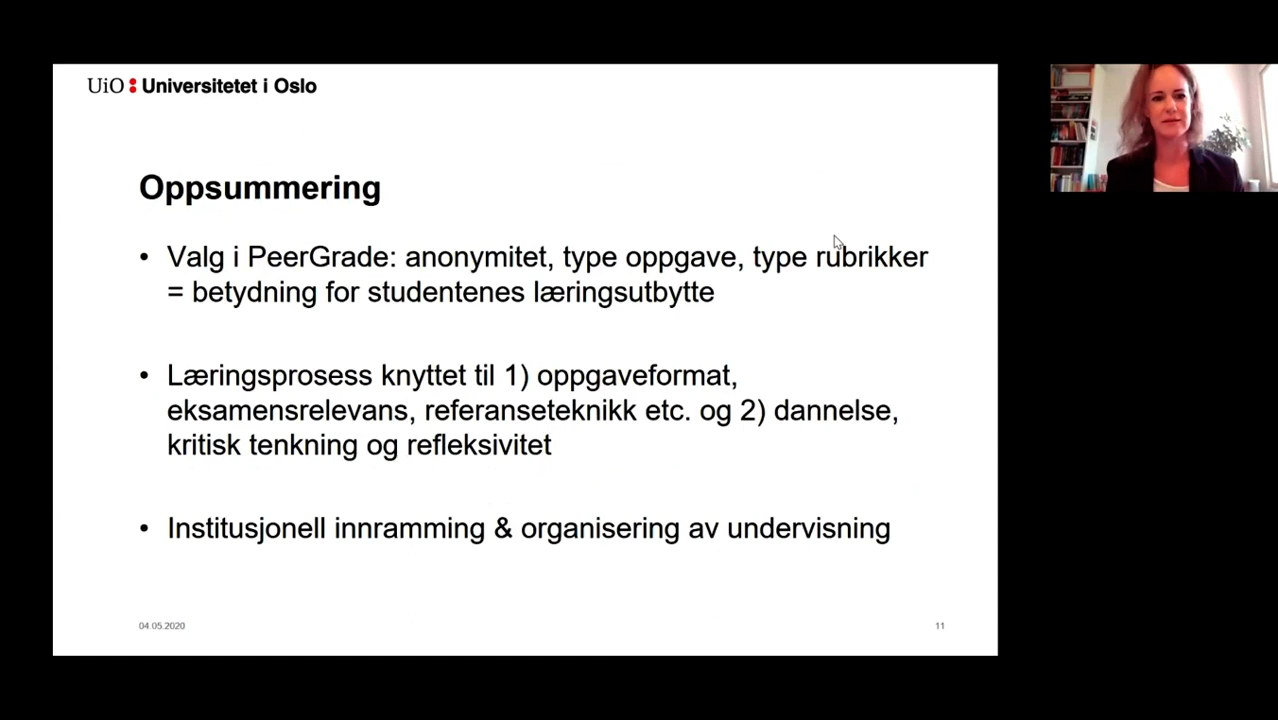 UiO: Universitetet i Oslo
Oppsummering
• Valg i PeerGrade: anonymitet, type oppgave, type rubrikker
= betydning for studentenes læringsutbytte
• Læringsprosess knyttet til 1) oppgaveformat,
eksamensrelevans, referanseteknikk etc. og 2) dannelse,
kritisk tenkning og refleksivitet
• Institusjonell innramming & organisering av undervisning
04.05.2020
11